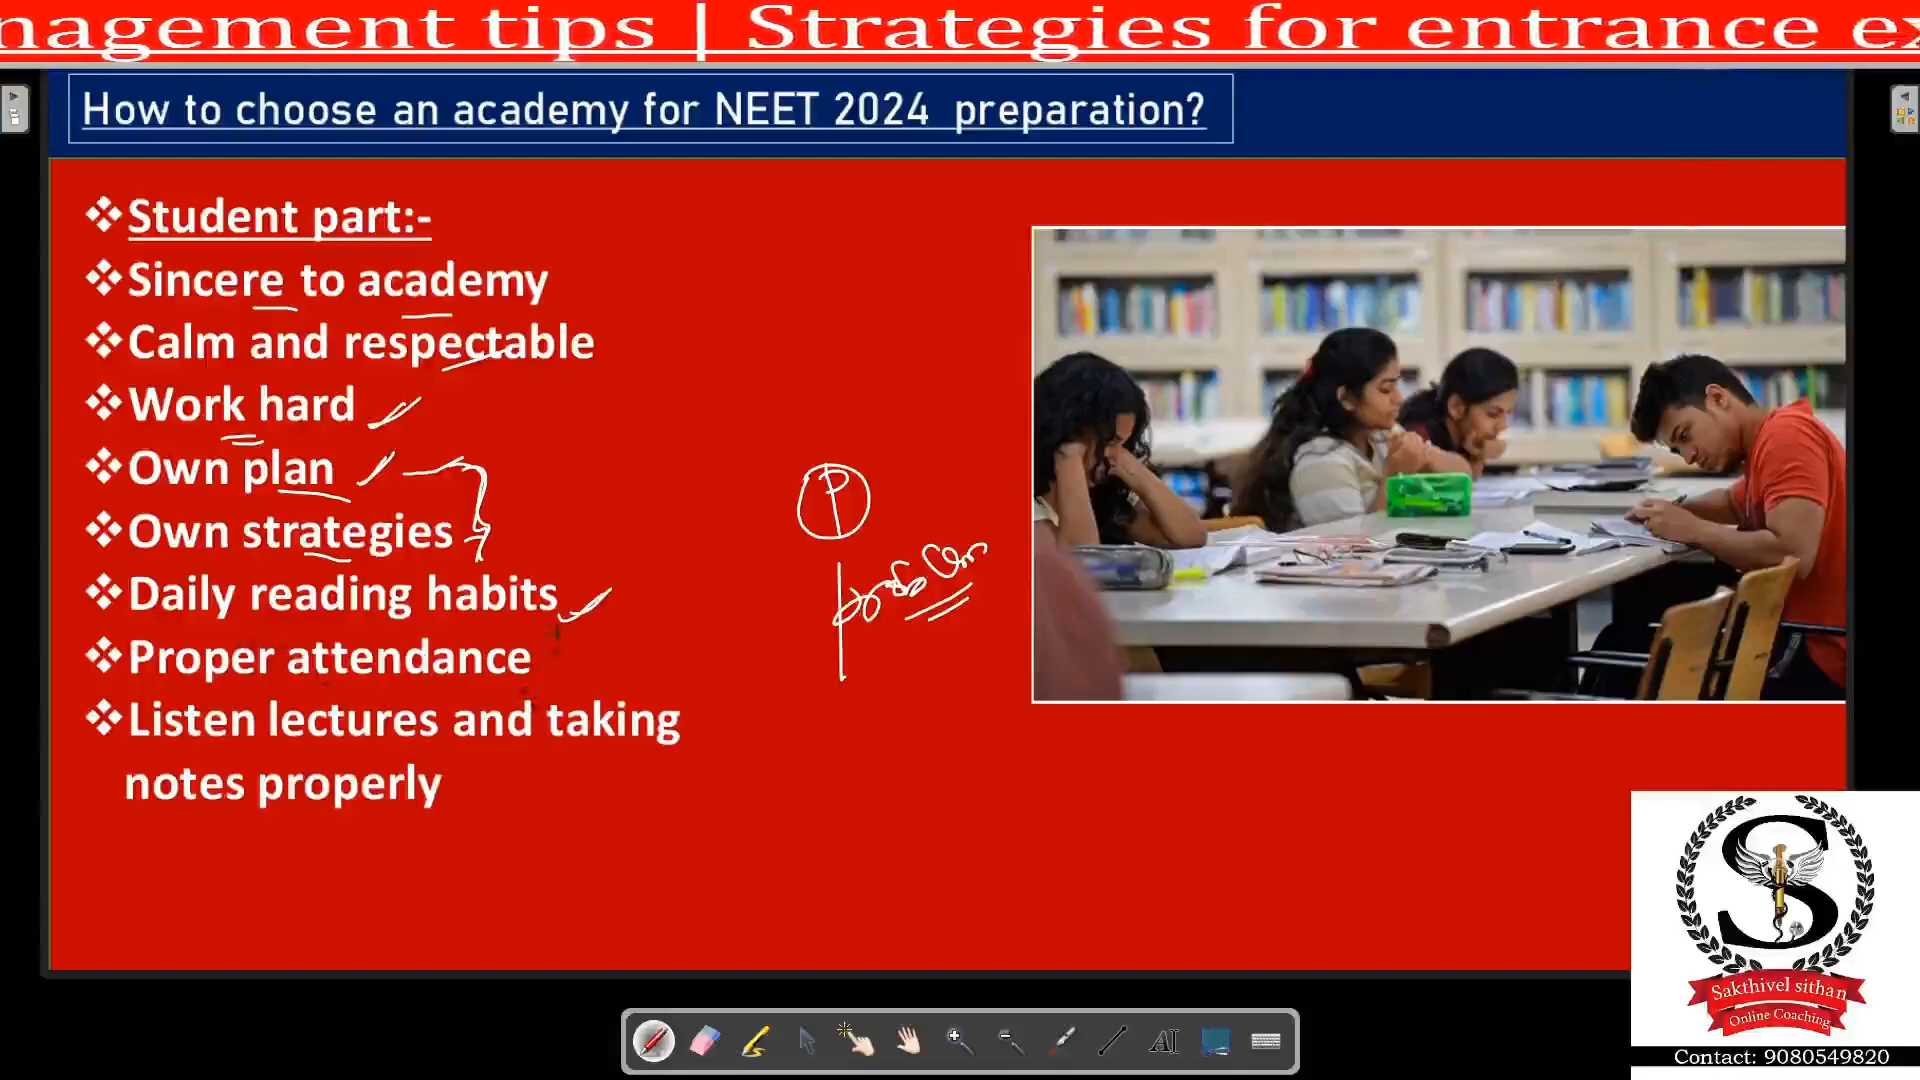 nagement tips | Strategies for entrance ex
How to choose an academy for NEET 2024 preparation?
❖Student part:-
❖Sincere to academy
❖Calm and respectable
❖Work hard
❖Own plan
❖Own strategies
❖Daily reading habits
❖Proper attendance
❖Listen lectures and taking
notes properly
P
S
Sakthivel sithan
Online Coaching
AI
Contact: 9080549820